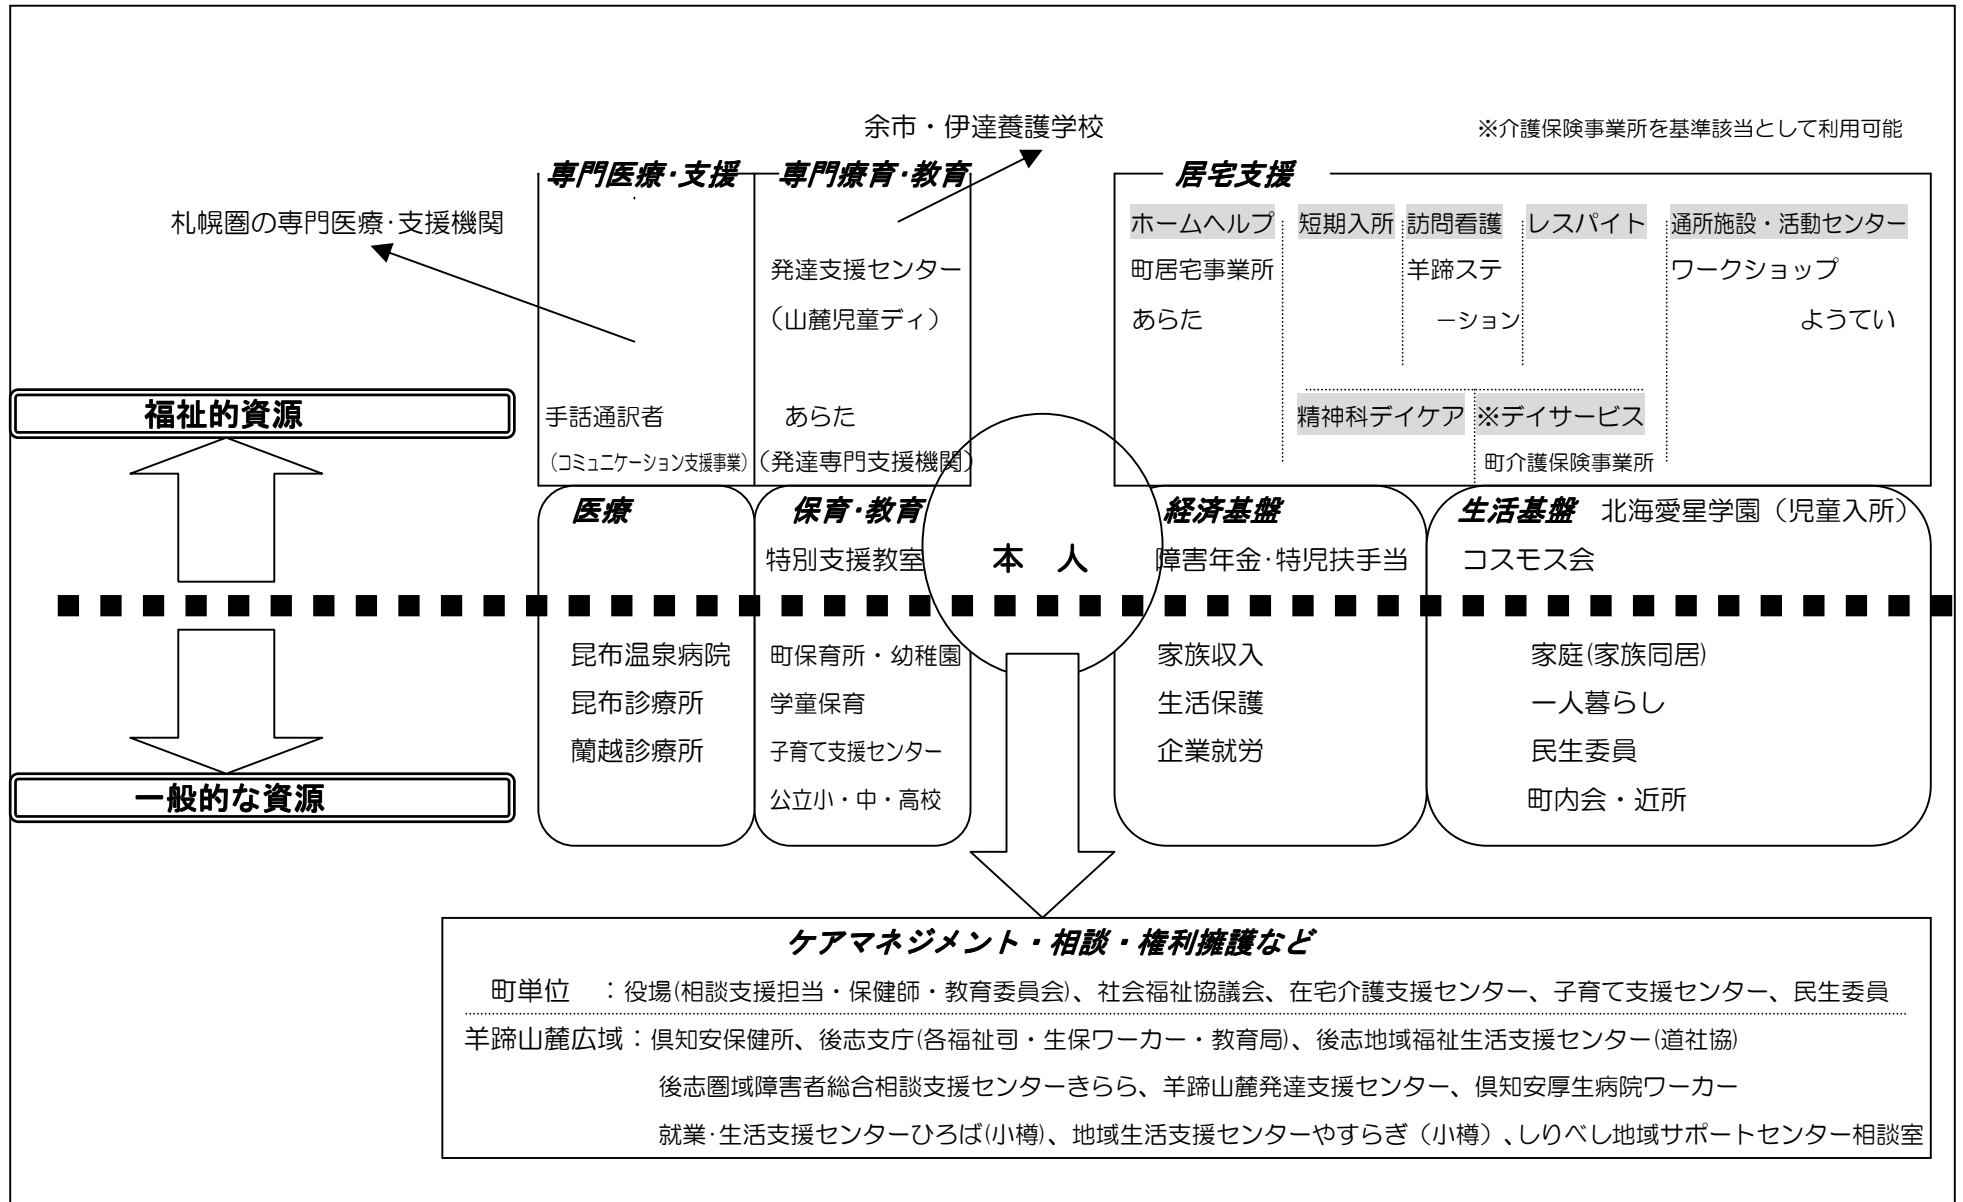 余市・伊達養護学校
※介護保険事業所を基準該当として利用可能
専門医療・支援
専門療育・教育
居宅支援
札幌圏の専門医療・支援機関
発達支援センター
（山麓児童ディ）
手話通訳者
（コミュニケーション支援事業）
あらた
（発達専門支援機関）
ホームヘルプ
町居宅事業所
あらた
短期入所
訪問看護
羊蹄ステ
ーション
レスパイト
通所施設・活動センター
ワークショップ
ようてい
精神科デイケア
※デイサービス
町介護保険事業所
福祉的資源
医療
保育・教育
特別支援教室
本　人
経済基盤
障害年金・特児扶手当
生活基盤　北海愛星学園（児童入所）
コスモス会
昆布温泉病院
昆布診療所
蘭越診療所
町保育所・幼稚園
学童保育
子育て支援センター
公立小・中・高校
家族収入
生活保護
企業就労
家庭(家族同居)
一人暮らし
民生委員
町内会・近所
一般的な資源
ケアマネジメント・相談・権利擁護など
町単位　：役場(相談支援担当・保健師・教育委員会)、社会福祉協議会、在宅介護支援センター、子育て支援センター、民生委員
羊蹄山麓広域：倶知安保健所、後志支庁(各福祉司・生保ワーカー・教育局)、後志地域福祉生活支援センター(道社協)
後志圏域障害者総合相談支援センターきらら、羊蹄山麓発達支援センター、倶知安厚生病院ワーカー
就業・生活支援センターひろば(小樽)、地域生活支援センターやすらぎ（小樽）、しりべし地域サポートセンター相談室